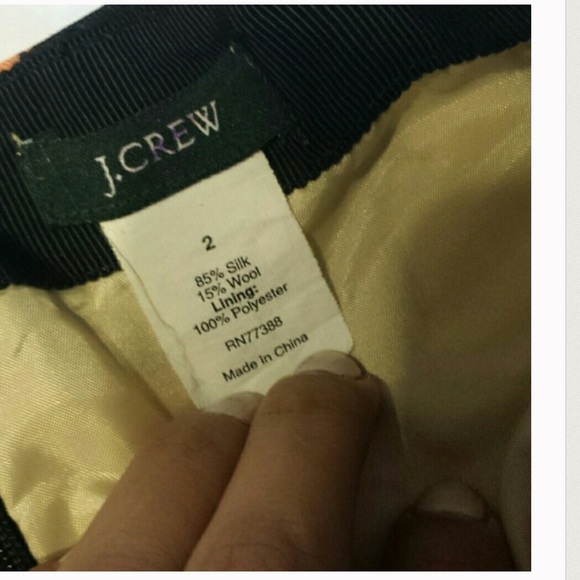 J.CREW
2
85% Silk
15% Wool
Lining:
100% Polyester
RN77388
Made in China